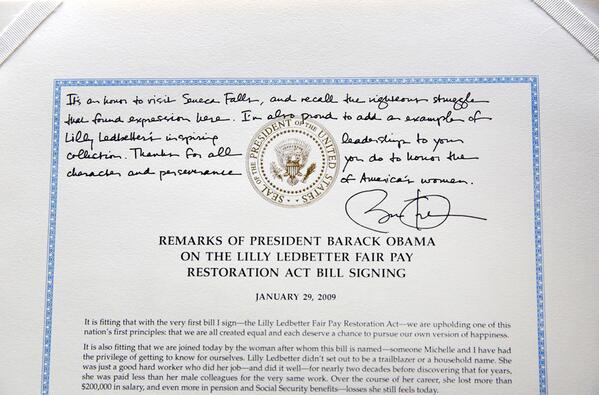 It's an honor to visit Seneca Falls, and recall the righteous struggle
that found expression here. I'm also proud to add an example of
Lilly Ledbetter's inspiring leadership to your
collection. Thanks for all you do to honor the
character and perseverance of America's women.
SEAL OF THE PRESIDENT OF THE UNITED STATES
REMARKS OF PRESIDENT BARACK OBAMA
ON THE LILLY LEDBETTER FAIR PAY
RESTORATION ACT BILL SIGNING
JANUARY 29, 2009
It is fitting that with the very first bill I sign—the Lilly Ledbetter Fair Pay Restoration Act—we are upholding one of this
nation's first principles: that we are all created equal and each deserve a chance to pursue our own version of happiness.
It is also fitting that we are joined today by the woman after whom this bill is named—someone Michelle and I have had
the privilege of getting to know for ourselves. Lilly Ledbetter didn't set out to be a trailblazer or a household name. She
was just a good hard worker who did her job—and did it well—for nearly two decades before discovering that for years,
she was paid less than her male colleagues for the very same work. Over the course of her career, she lost more than
$200,000 in salary, and even more in pension and Social Security benefits—losses she still feels today.